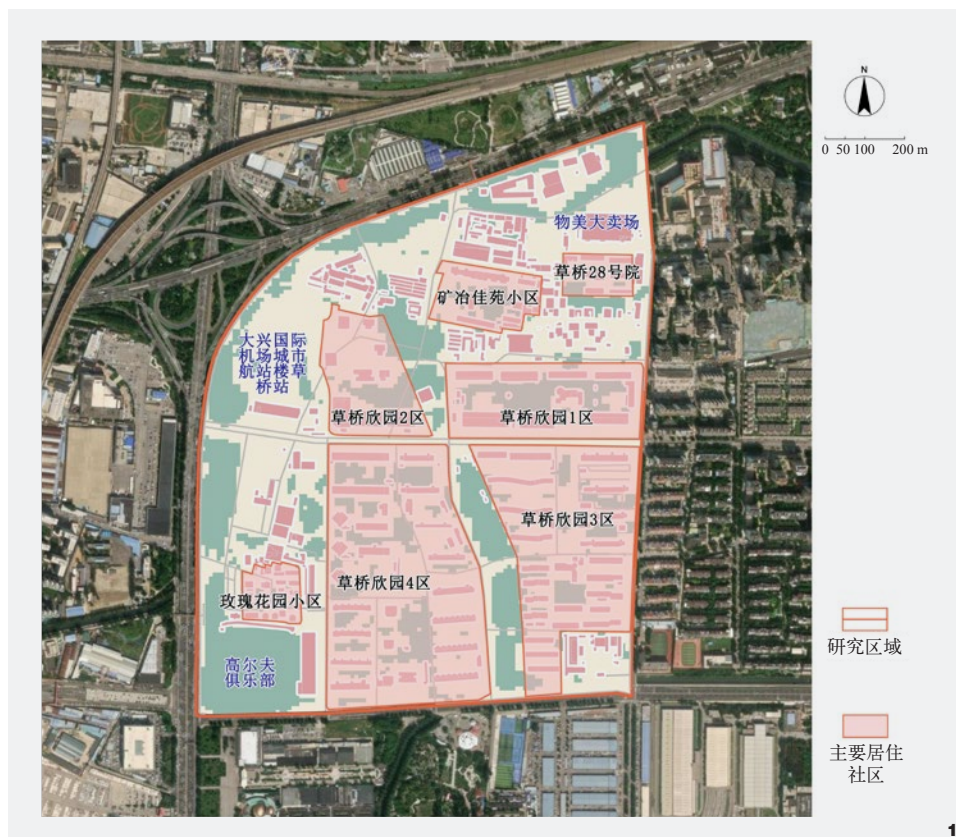 N
0 50 100 200 m
物美大卖场
草桥28号院
矿冶佳苑小区
大兴国际
机场城市
航站楼草
桥站
草桥欣园2区
草桥欣园1区
草桥欣园3区
草桥欣园4区
玫瑰花园小区
高尔夫
俱乐部
研究区域
主要居住
社区
1